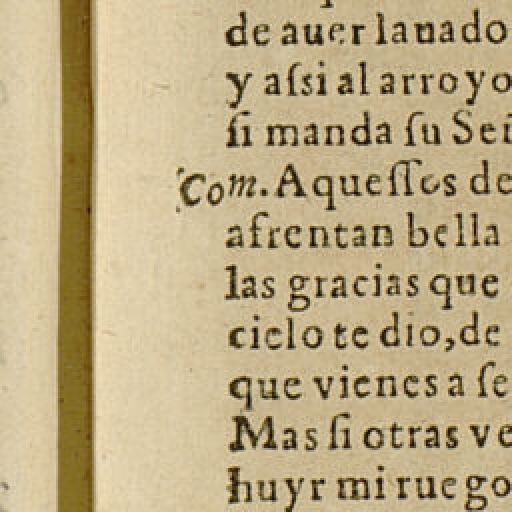 de auer lauado
y aſsi al arroyo
ſi manda ſu Señ
Com. Aqueſſos de
afrentan bella
las gracias que
cielo te dio, de
que vienes a ſe
Mas ſi otras ve
huyr mi ruego